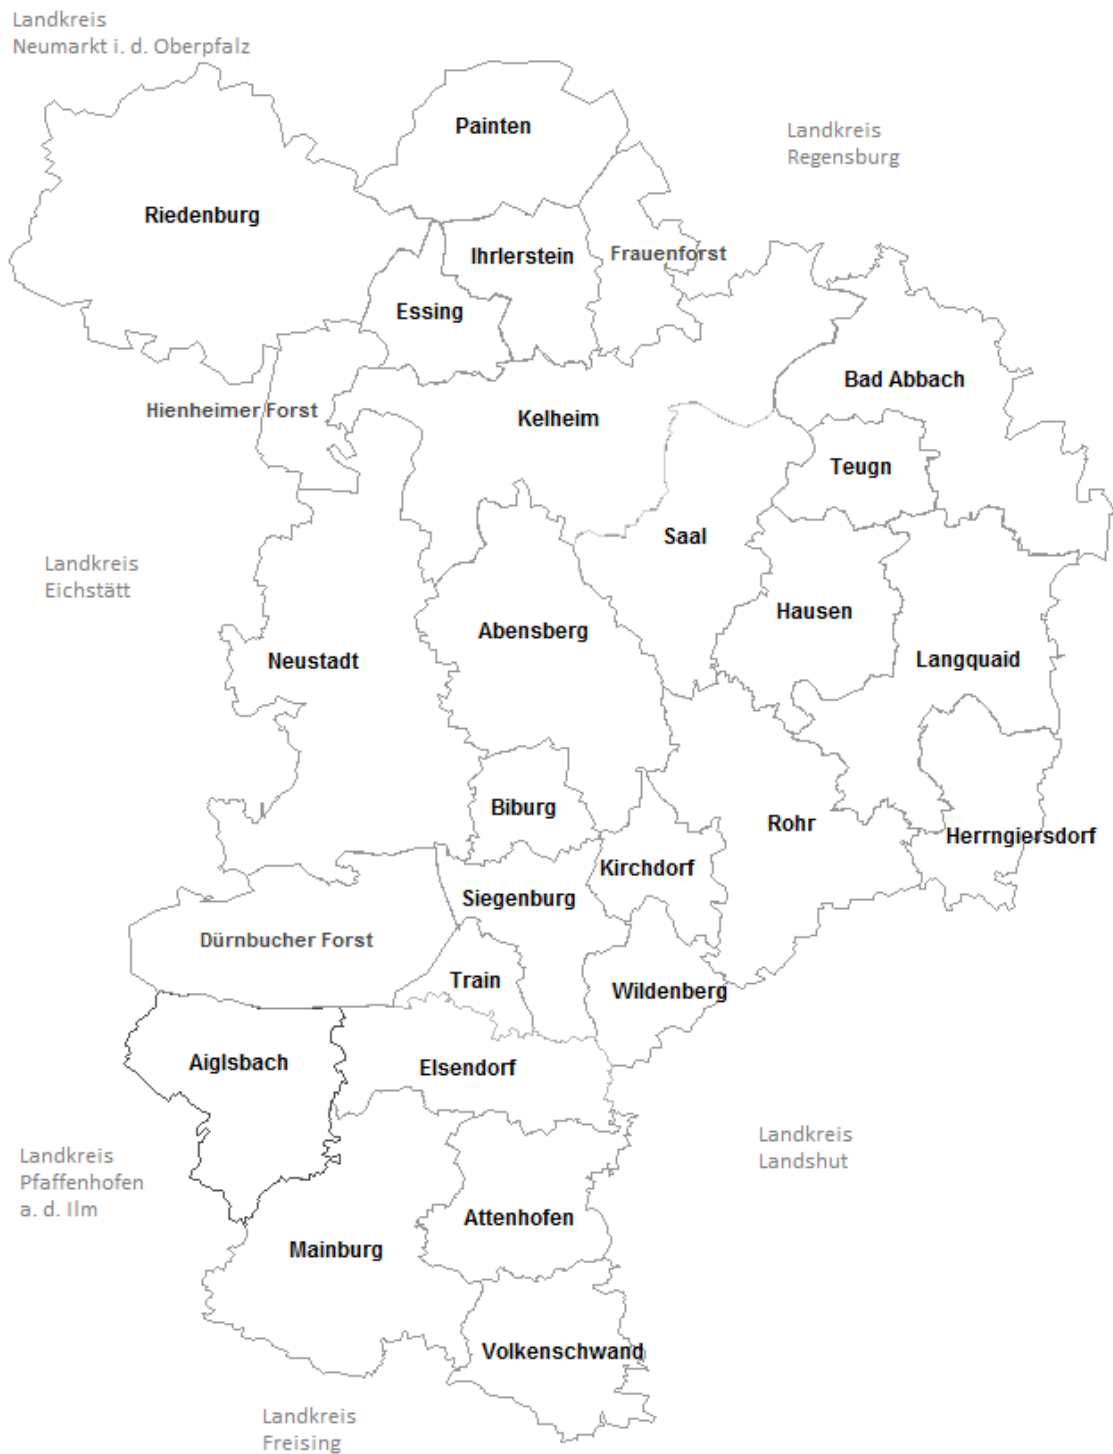 Landkreis
Neumarkt i. d. Oberpfalz
Painten
Landkreis
Regensburg
Riedenburg
Ihrlerstein
Frauenforst
Essing
Bad Abbach
Hienheimer Forst
Kelheim
Teugn
Saal
Landkreis
Eichstätt
Hausen
Abensberg
Neustadt
Langquaid
Biburg
Rohr
Herrngiersdorf
Kirchdorf
Siegenburg
Dürnbucher Forst
Train
Wildenberg
Aiglsbach
Elsendorf
Landkreis
Landshut
Landkreis
Pfaffenhofen
a. d. Ilm
Attenhofen
Mainburg
Volkenschwand
Landkreis
Freising